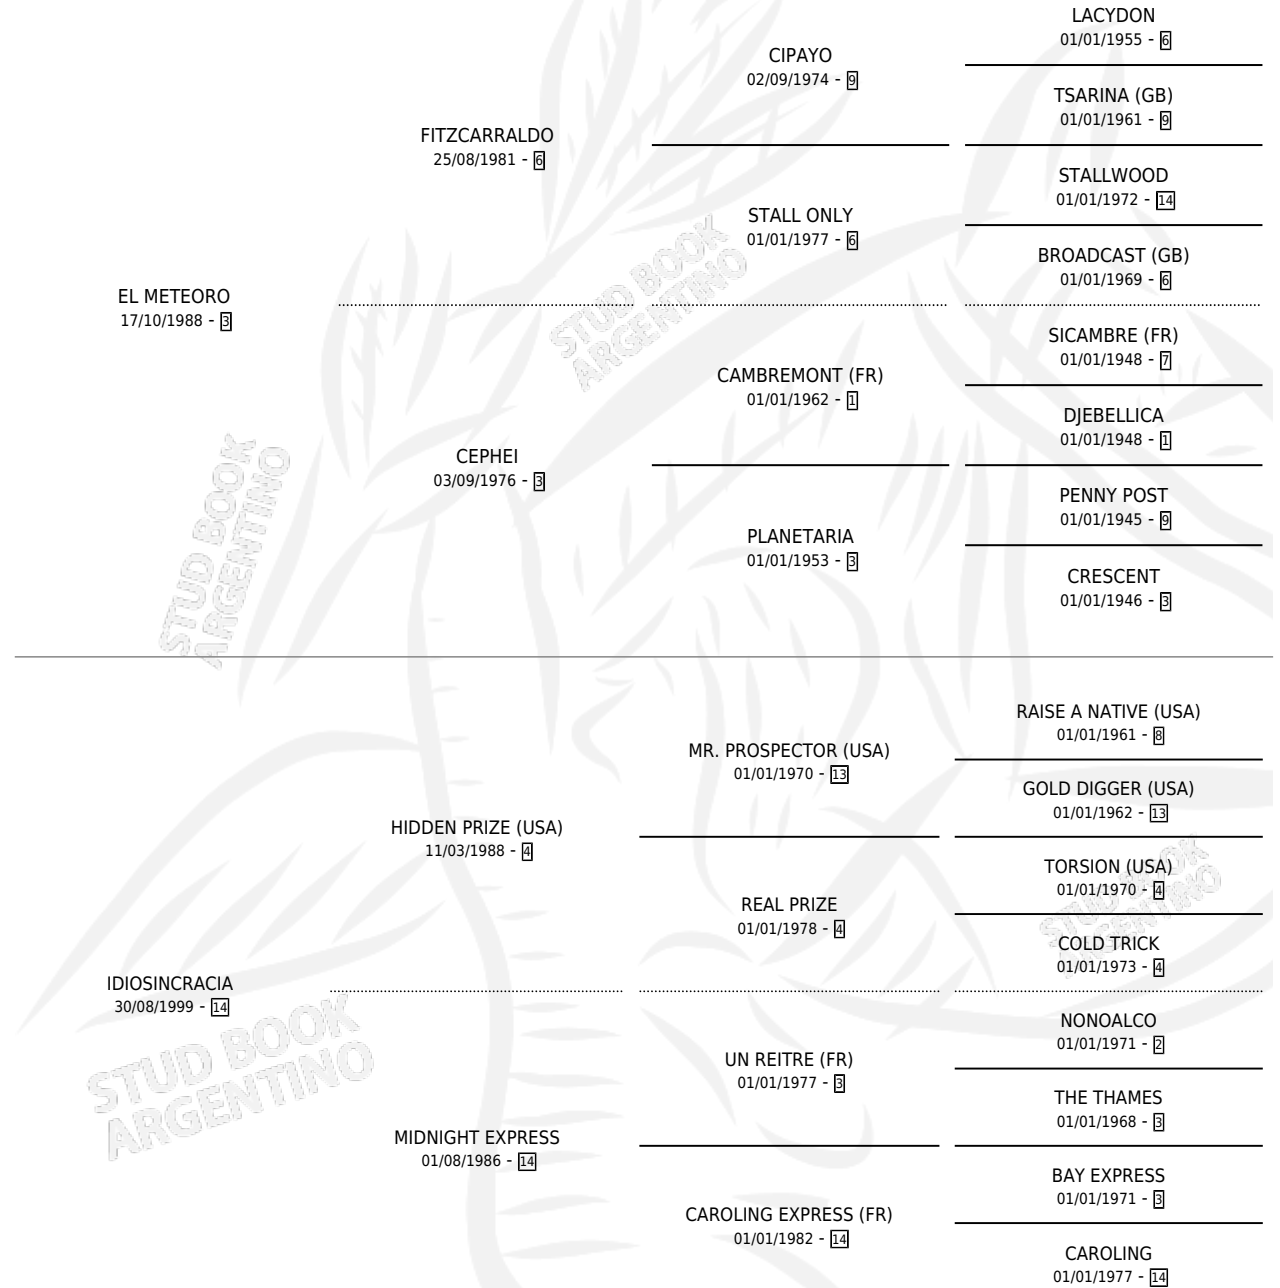 LACYDON
01/01/1955 - 6
CIPAYO
02/09/1974 - 9
TSARINA (GB)
01/01/1961 - 9
FITZCARRALDO
25/08/1981 - 6
STALLWOOD
01/01/1972 - 14
STALL ONLY
01/01/1977 - 6
BROADCAST (GB)
01/01/1969 - 6
EL METEORO
17/10/1988 - 3
SICAMBRE (FR)
01/01/1948 - 7
CAMBREMONT (FR)
01/01/1962 - 1
DJEBELLICA
01/01/1948 - 1
CEPHEI
03/09/1976 - 3
PENNY POST
01/01/1945 - 9
PLANETARIA
01/01/1953 - 3
CRESCENT
01/01/1946 - 3
STUD BOOK
ARGENTINO
STUD BOOK
ARGENTINO
RAISE A NATIVE (USA)
01/01/1961 - 8
MR. PROSPECTOR (USA)
01/01/1970 - 13
GOLD DIGGER (USA)
01/01/1962 - 13
HIDDEN PRIZE (USA)
11/03/1988 - 4
TORSION (USA)
01/01/1970 - 4
REAL PRIZE
01/01/1978 - 4
COLD TRICK
01/01/1973 - 4
IDIOSINCRACIA
30/08/1999 - 14
NONOALCO
01/01/1971 - 2
UN REITRE (FR)
01/01/1977 - 3
THE THAMES
01/01/1968 - 3
MIDNIGHT EXPRESS
01/08/1986 - 14
BAY EXPRESS
01/01/1971 - 3
CAROLING EXPRESS (FR)
01/01/1982 - 14
CAROLING
01/01/1977 - 14
STUD BOOK
ARGENTINO
STUD BOOK
ARGENTINO